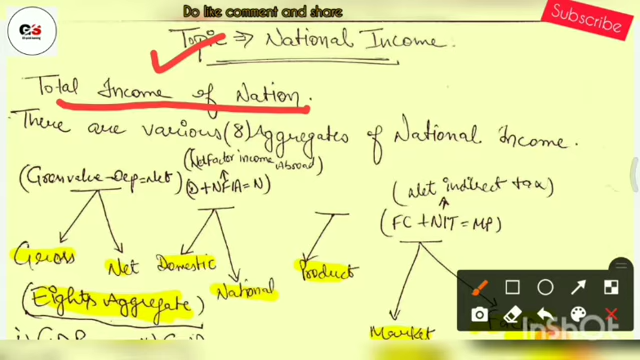 Do like comment and share
Subscribe
Topic ⇒ National Income.
Total Income of Nation.
There are various (8) Aggregates of National Income.
(Net Factor income Abroad)
(Gross value - Dep = Net)
(D + NFIA = N)
(Net indirect tax)
(FC + NIT = MP)
Gross
Net
Domestic
National
Product
Market
(Eights Aggregate)
InShot